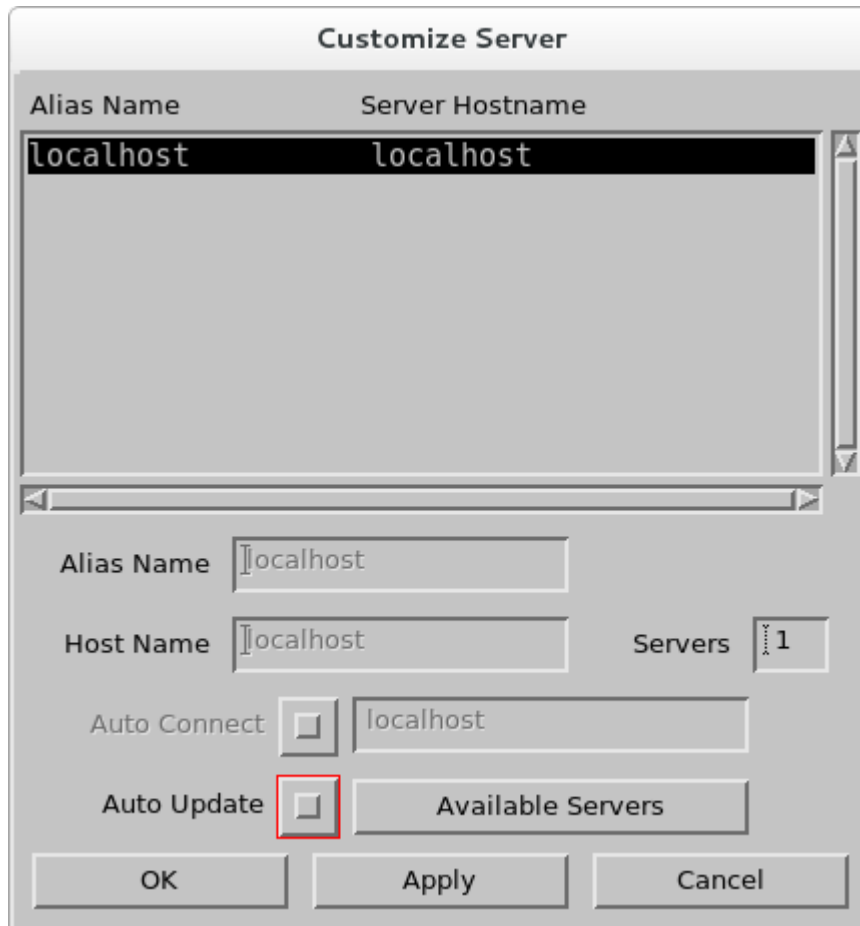 Customize Server
Alias Name Server Hostname
localhost localhost
Alias Name localhost
Host Name localhost Servers 1
Auto Connect localhost
Auto Update Available Servers
OK Apply Cancel